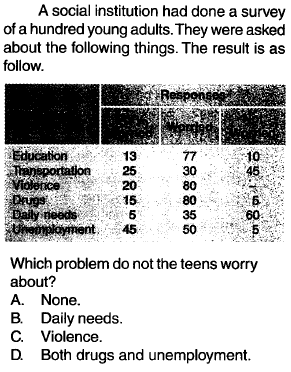 A social institution had done a survey
of a hundred young adults. They were asked
about the following things. The result is as
follow.
Responses
Worried
Education 13 77 10
Transportation 25 30 45
Violence 20 80 -
Drugs 15 80 5
Daily needs 5 35 60
Unemployment 45 50 5
Which problem do not the teens worry
about?
A. None.
B. Daily needs.
C. Violence.
D. Both drugs and unemployment.